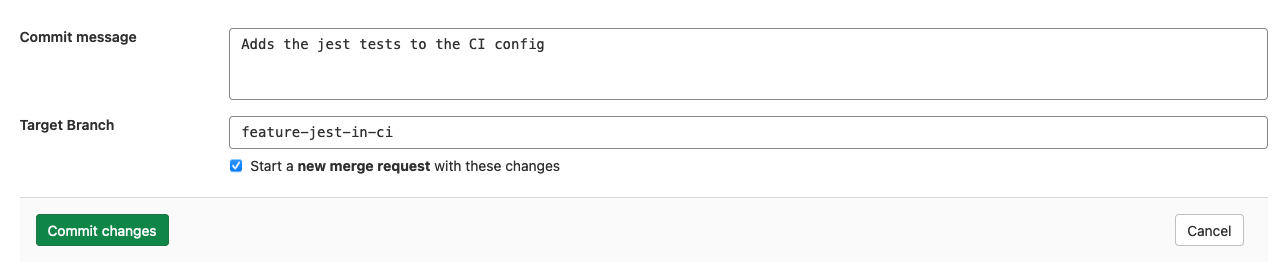 Commit message
Adds the jest tests to the CI config
Target Branch
feature-jest-in-ci
Start a new merge request with these changes
Commit changes
Cancel